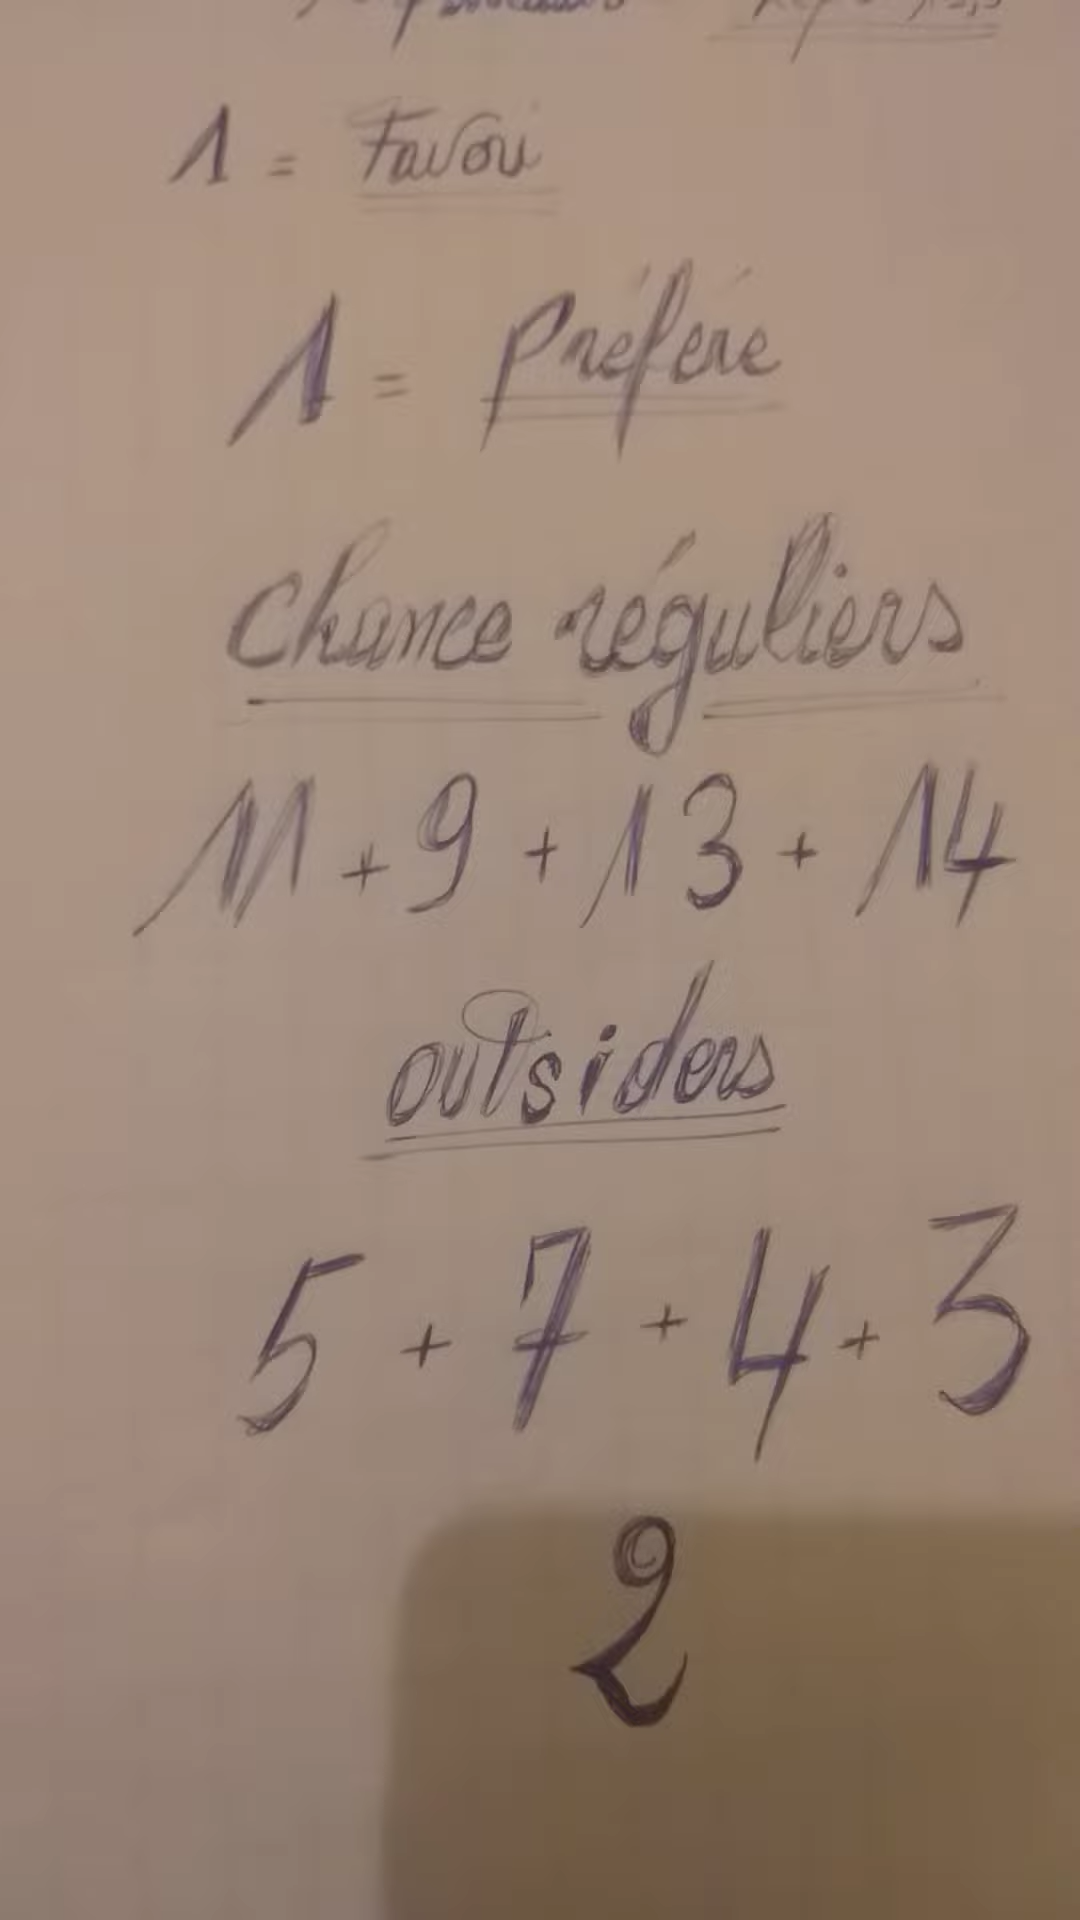 1 = Favori
1 = Préféré
Chance réguliers
11 + 9 + 13 + 14
outsiders
5 + 7 + 4 + 3
2